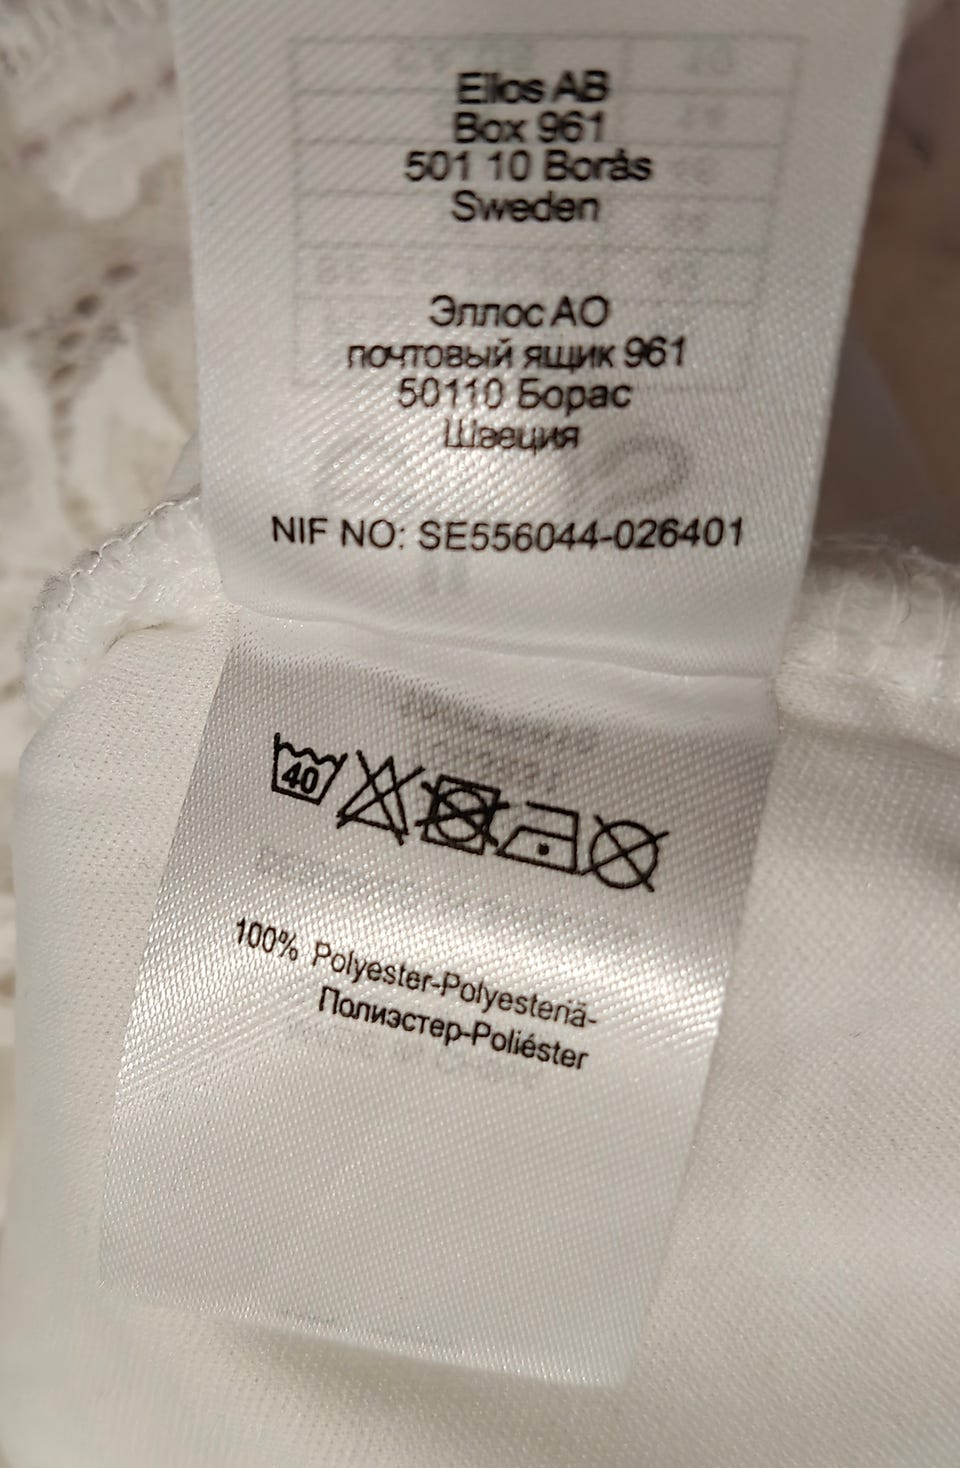 Ellos AB
Box 961
501 10 Borås
Sweden
Эллос АО
почтовый ящик 961
50110 Борас
Швеция
NIF NO: SE556044-026401
40
100% Polyester-Polyesteriä-
Полиэстер-Poliéster